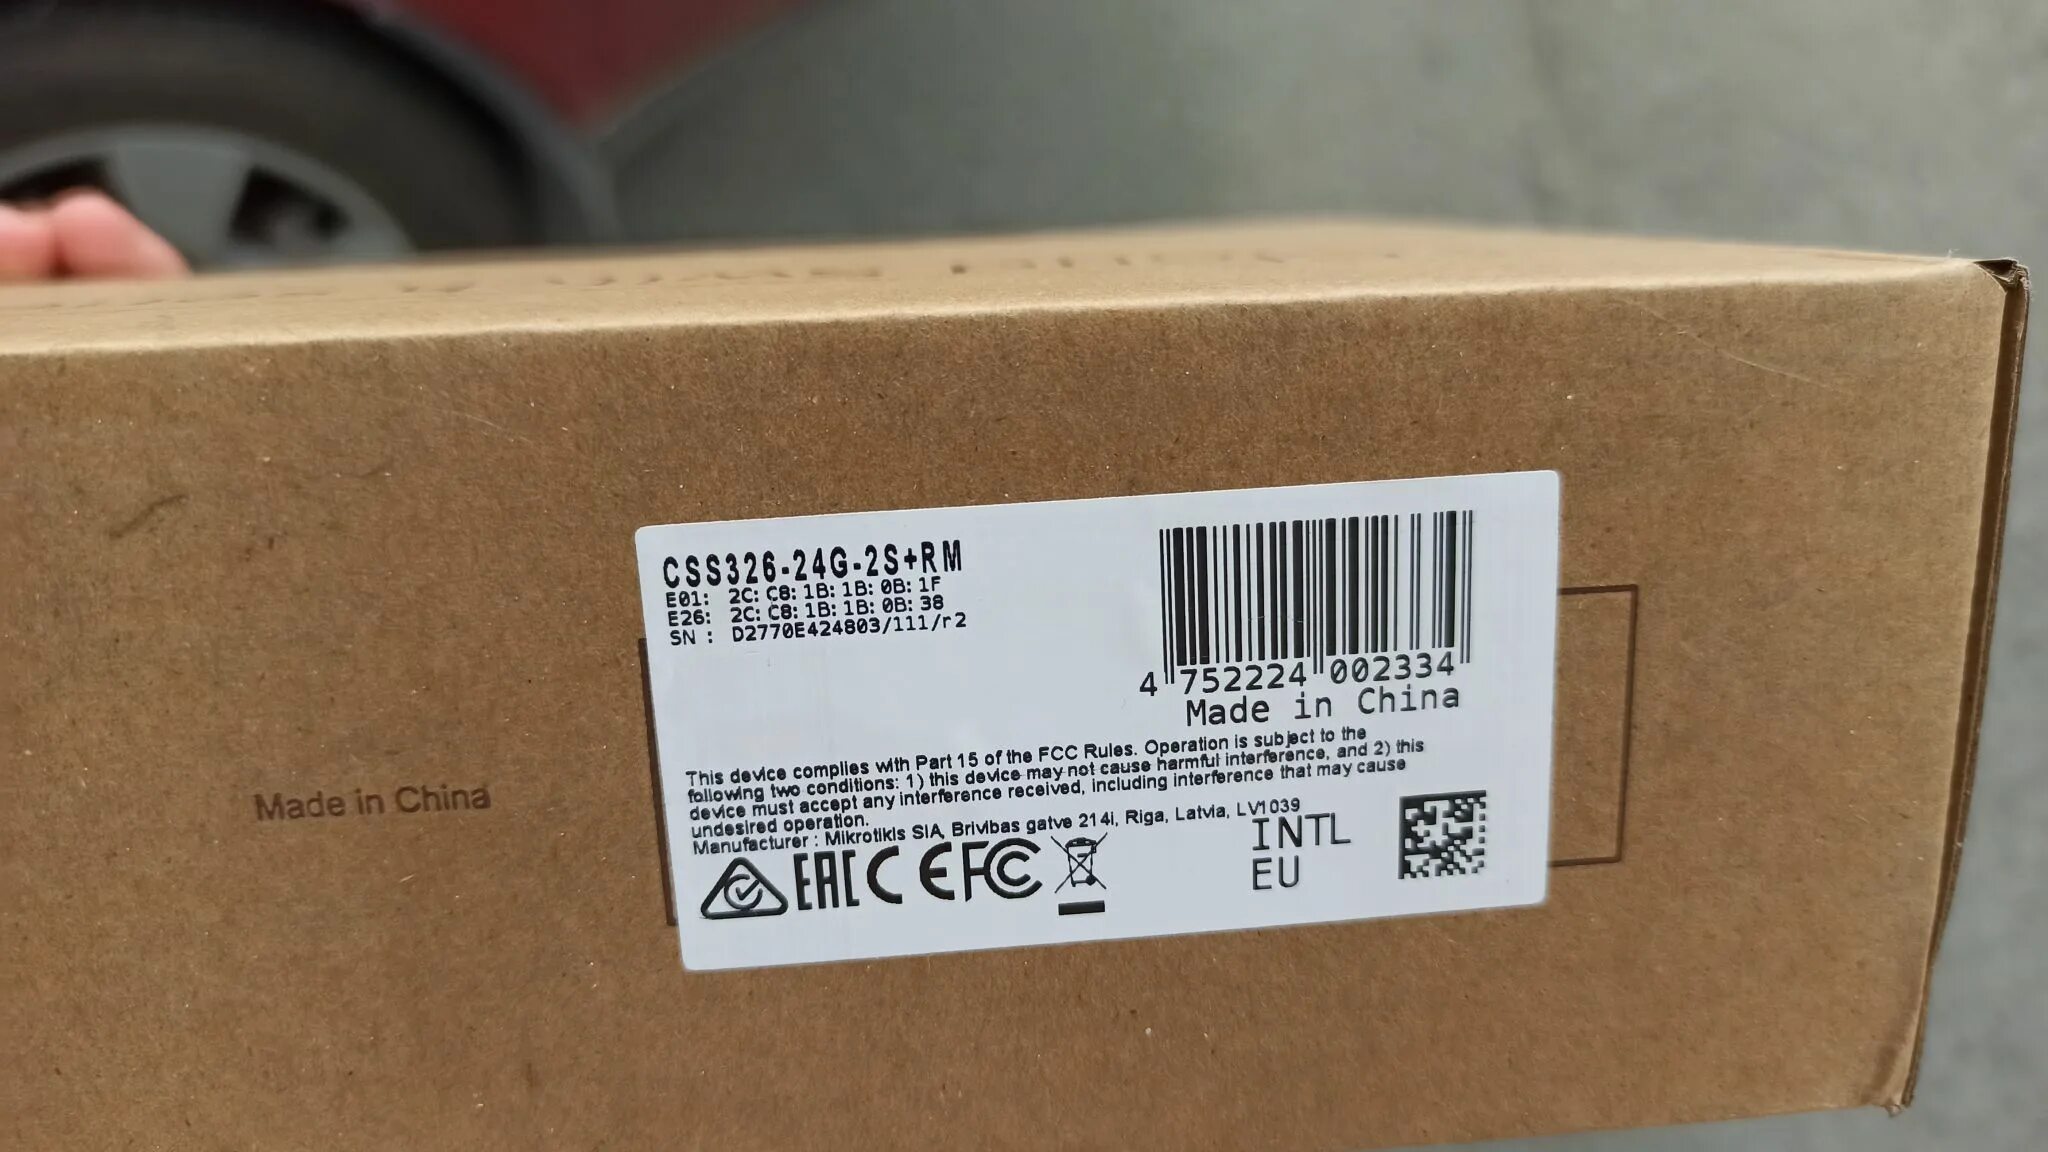 Made in China
CSS326-24G-2S+RM
E01: 2C:C8:1B:1B:0B:1F
E26: 2C:C8:1B:1B:0B:38
SN : D2770E424803/111/r2
4 752224 002334
Made in China
This device complies with Part 15 of the FCC Rules. Operation is subject to the
following two conditions: 1) this device may not cause harmful interference, and 2) this
device must accept any interference received, including interference that may cause
undesired operation.
Manufacturer : Mikrotikls SIA, Brivibas gatve 214i, Riga, Latvia, LV1039
EAC CE FC
INTL
EU